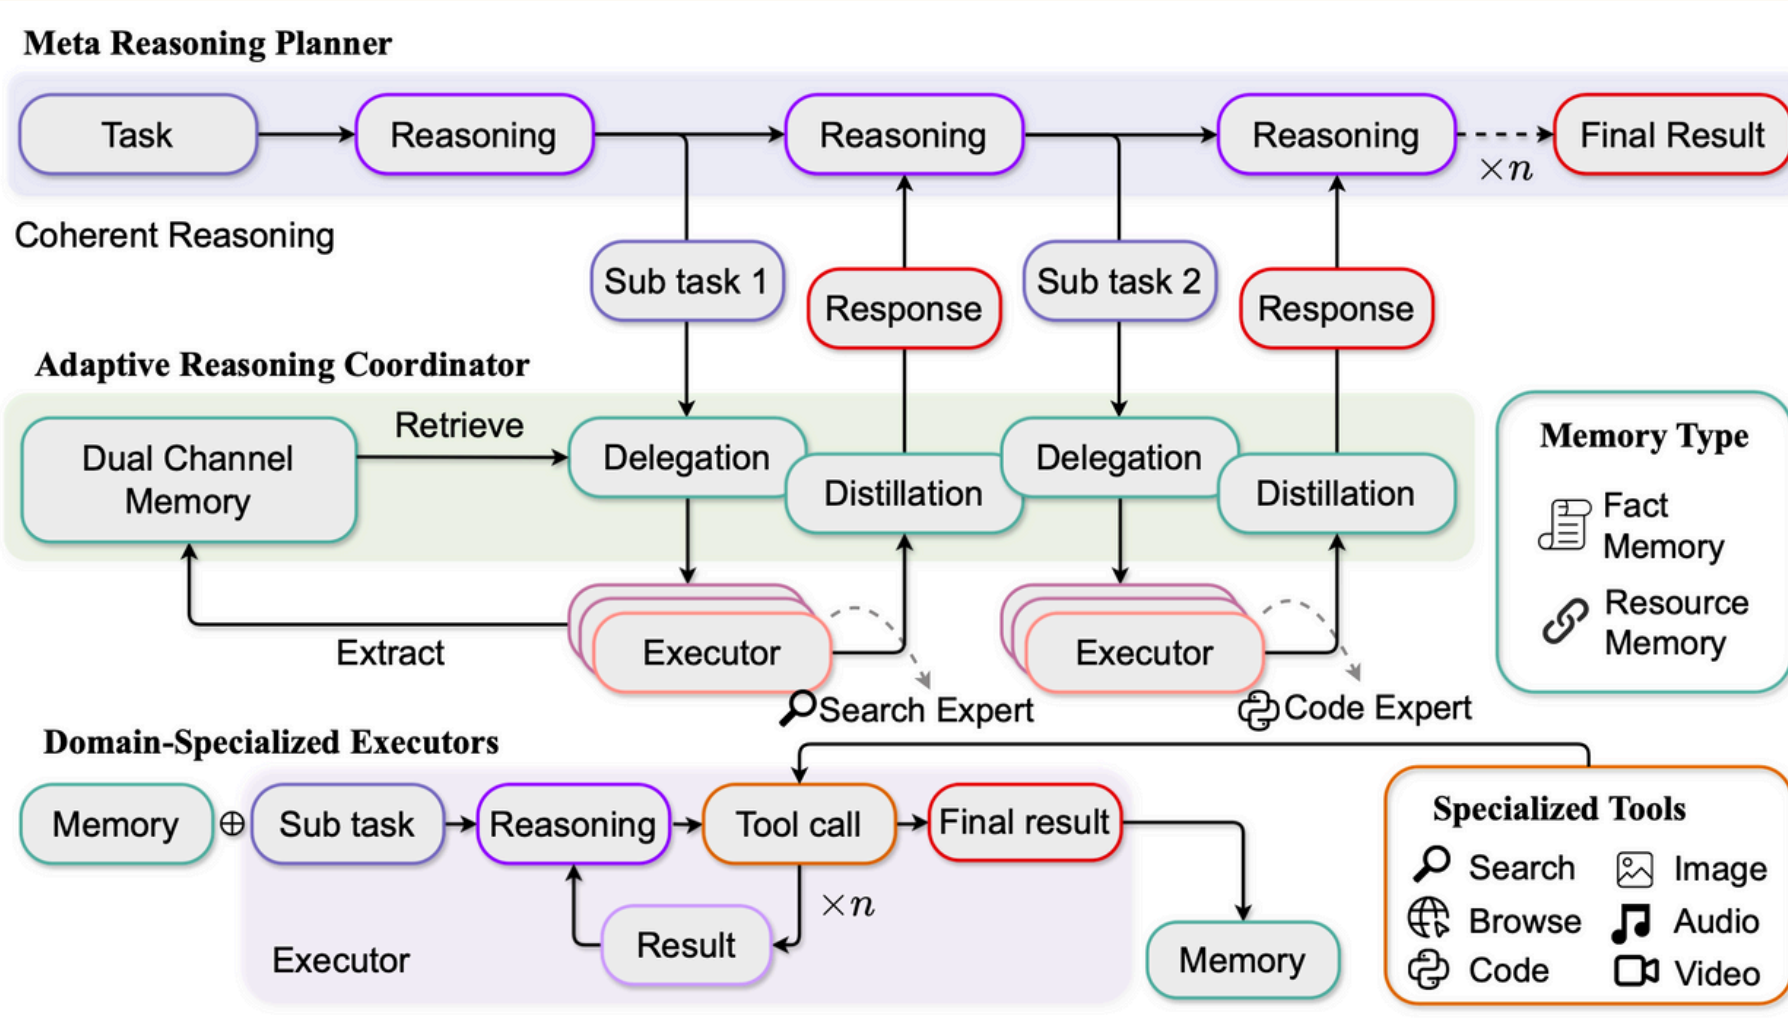 Meta Reasoning Planner
Task
Reasoning
Reasoning
Reasoning
Final Result
×n
Coherent Reasoning
Sub task 1
Response
Sub task 2
Response
Adaptive Reasoning Coordinator
Dual Channel
Memory
Retrieve
Delegation
Distillation
Delegation
Distillation
Memory Type
Fact
Memory
Resource
Memory
Extract
Executor
Search Expert
Executor
Code Expert
Domain-Specialized Executors
Memory
⊕
Sub task
Reasoning
Tool call
Final result
×n
Result
Executor
Memory
Specialized Tools
Search
Image
Browse
Audio
Code
Video